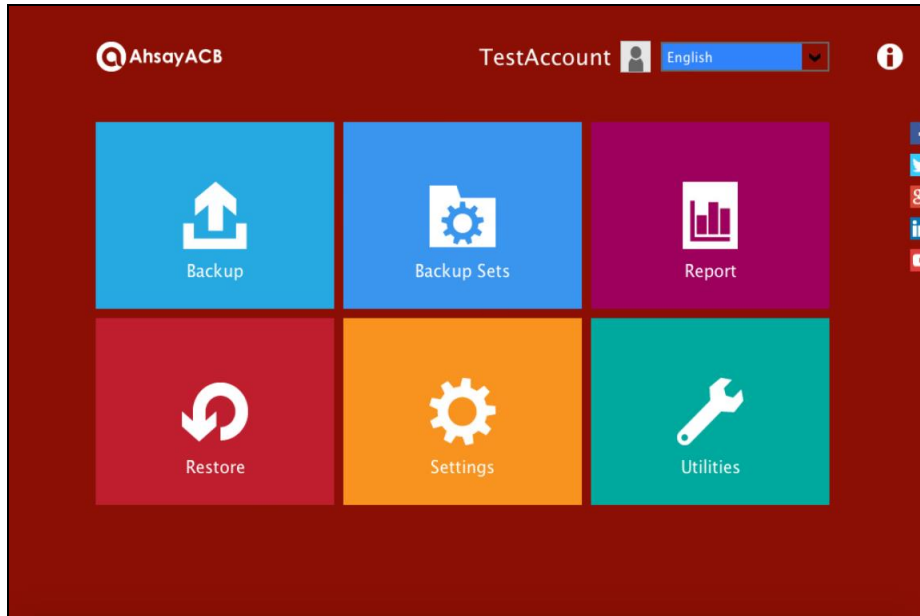 AhsayACB
TestAccount
English
Backup
Backup Sets
Report
Restore
Settings
Utilities